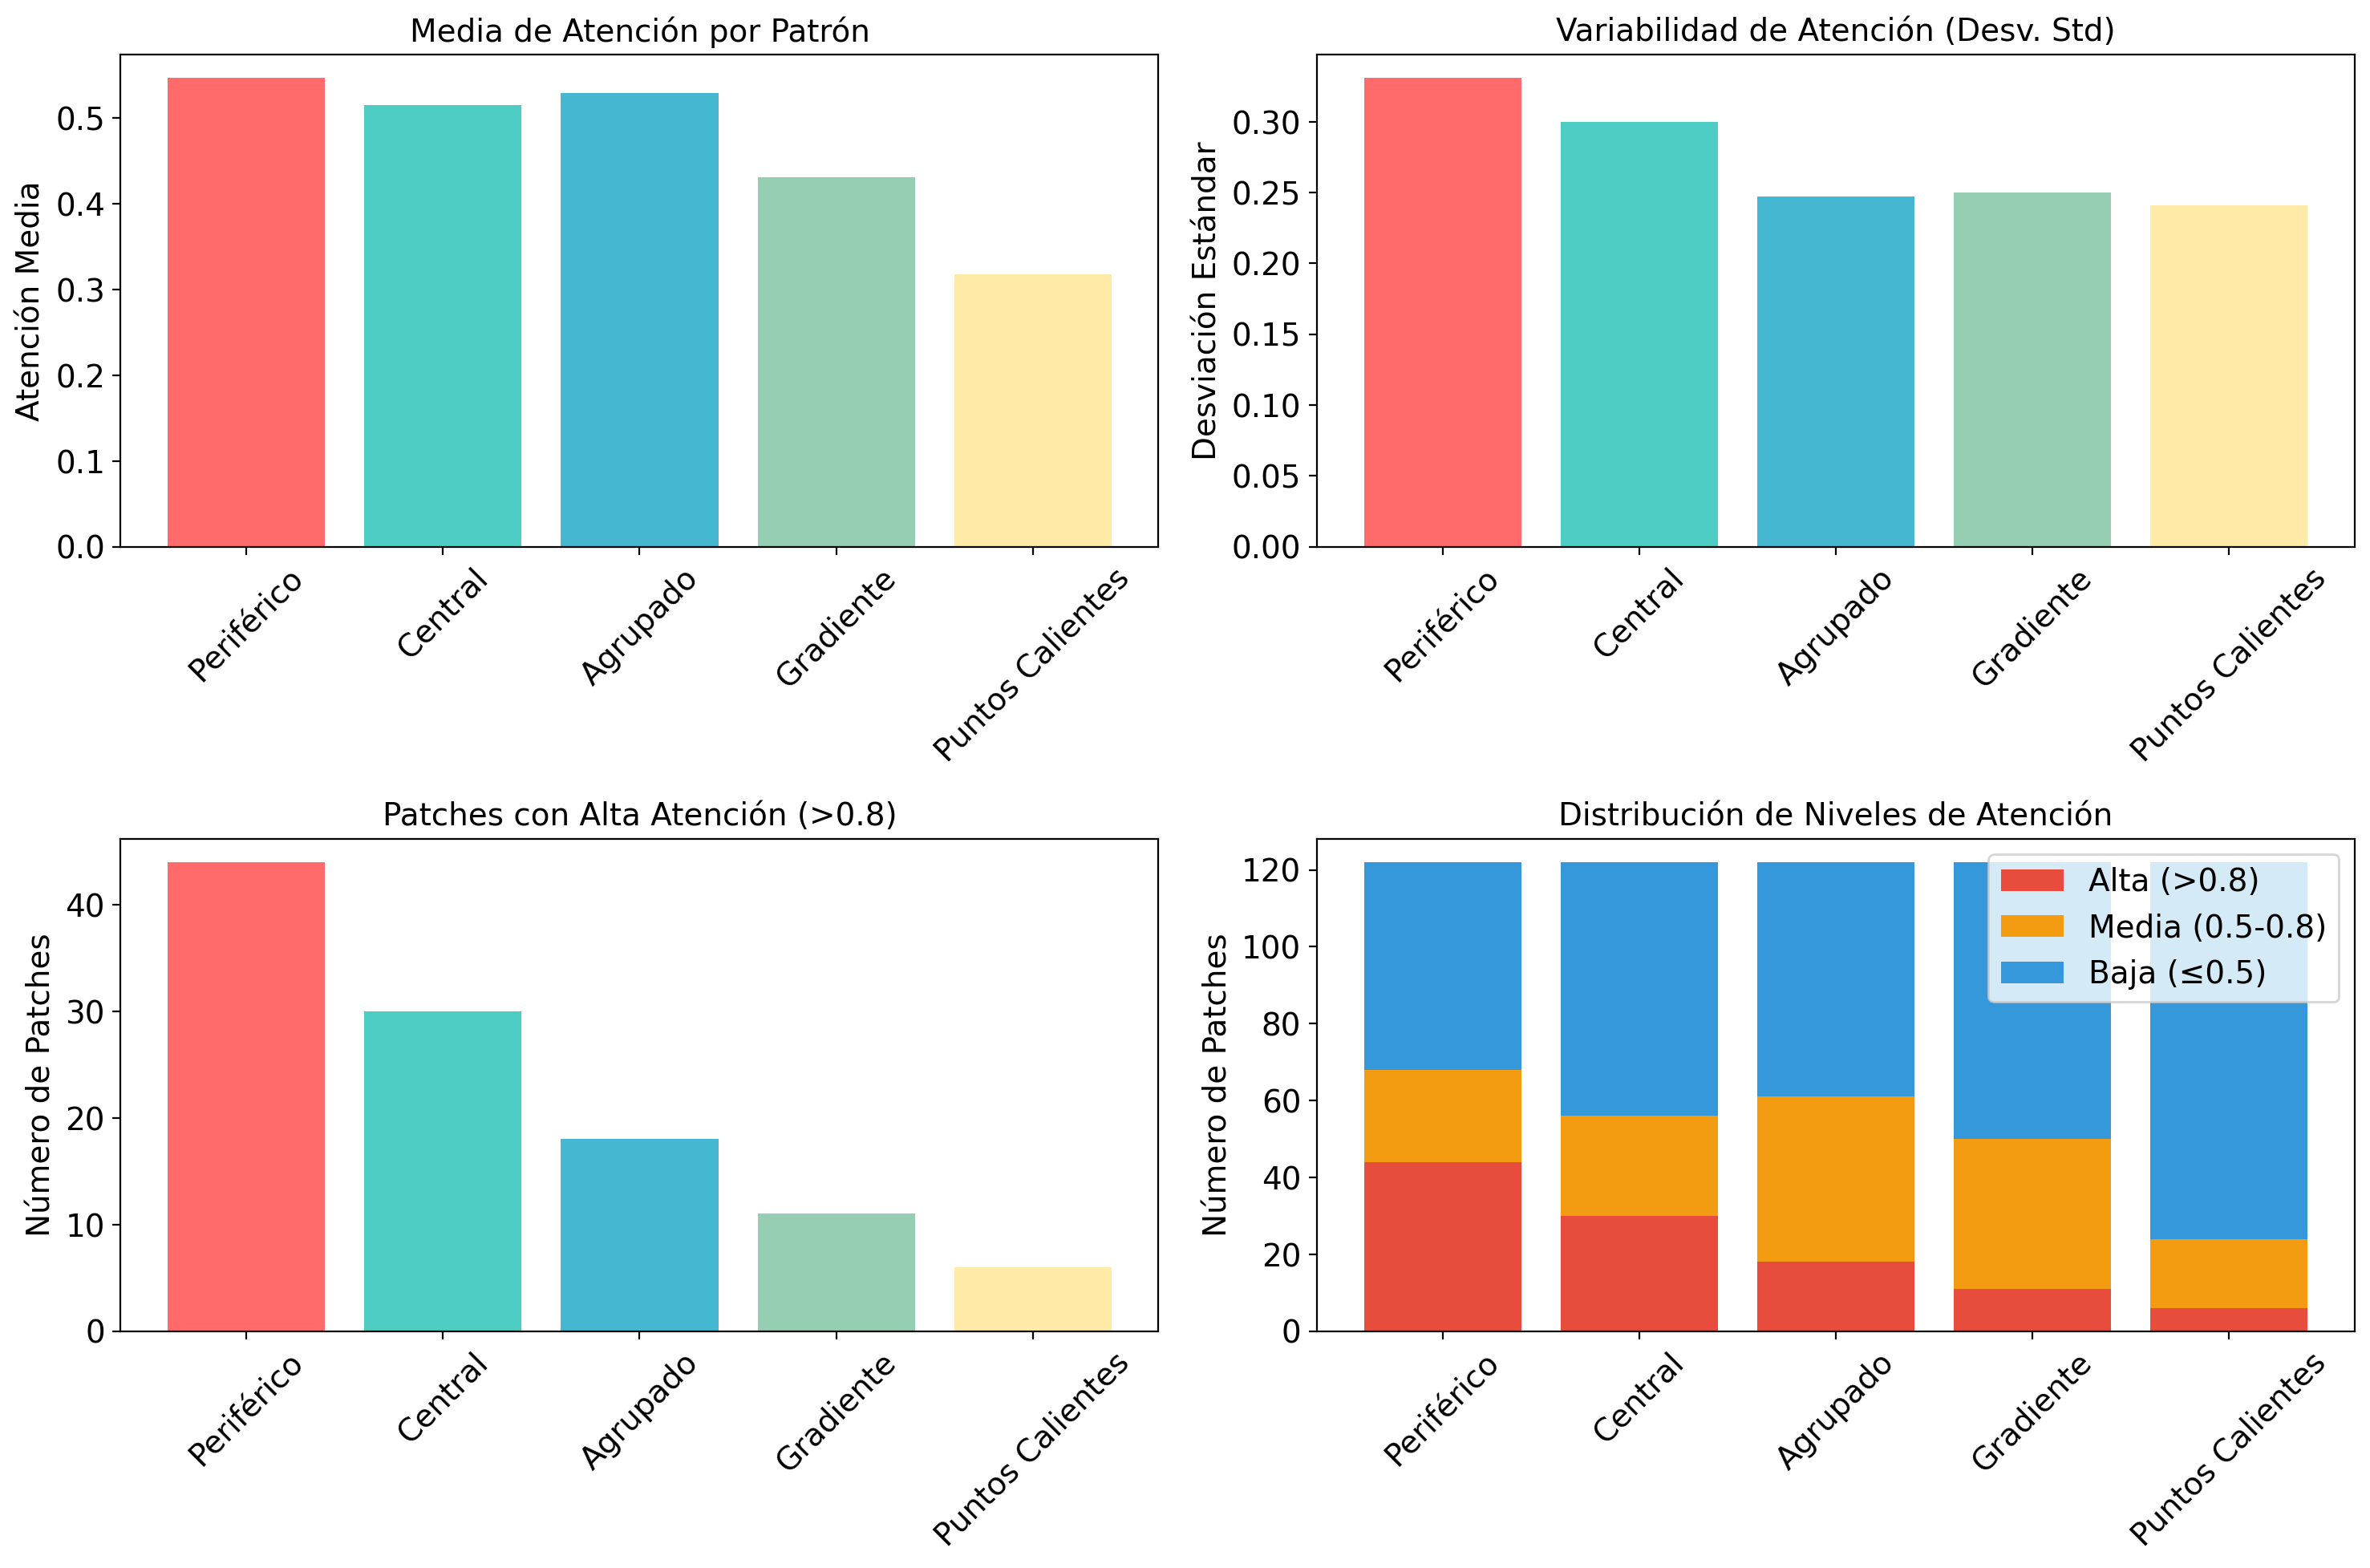 Media de Atención por Patrón
Atención Media
0.5
0.4
0.3
0.2
0.1
0.0
Periférico
Central
Agrupado
Gradiente
Puntos Calientes
Variabilidad de Atención (Desv. Std)
Desviación Estándar
0.30
0.25
0.20
0.15
0.10
0.05
0.00
Periférico
Central
Agrupado
Gradiente
Puntos Calientes
Patches con Alta Atención (>0.8)
Número de Patches
40
30
20
10
0
Periférico
Central
Agrupado
Gradiente
Puntos Calientes
Distribución de Niveles de Atención
Número de Patches
120
100
80
60
40
20
0
Alta (>0.8)
Media (0.5-0.8)
Baja (≤0.5)
Periférico
Central
Agrupado
Gradiente
Puntos Calientes